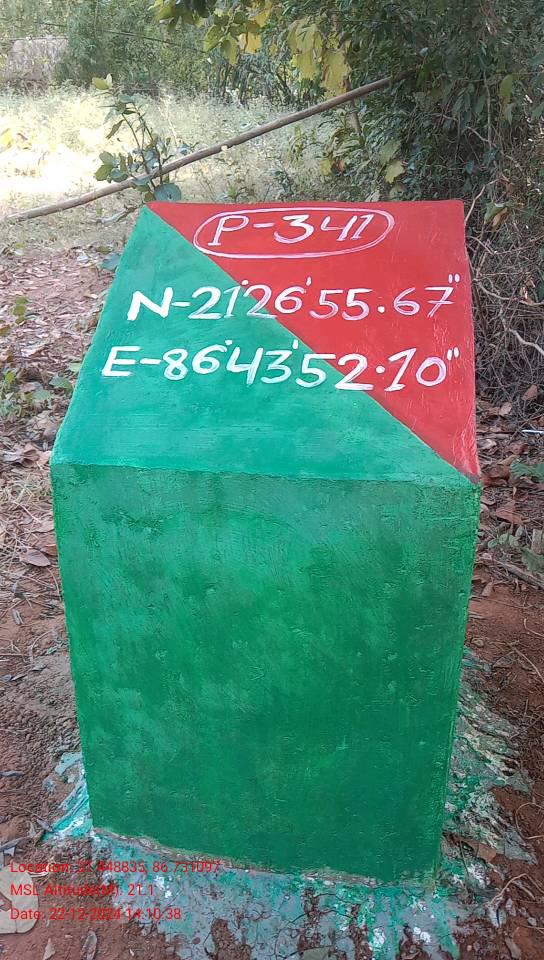 P-341
N-21°26'55.67"
E-86°43'52.10"
Location: 21.448835, 86.731097
MSL Altitude(M): 21.1
Date: 22-12-2024 14:10:38